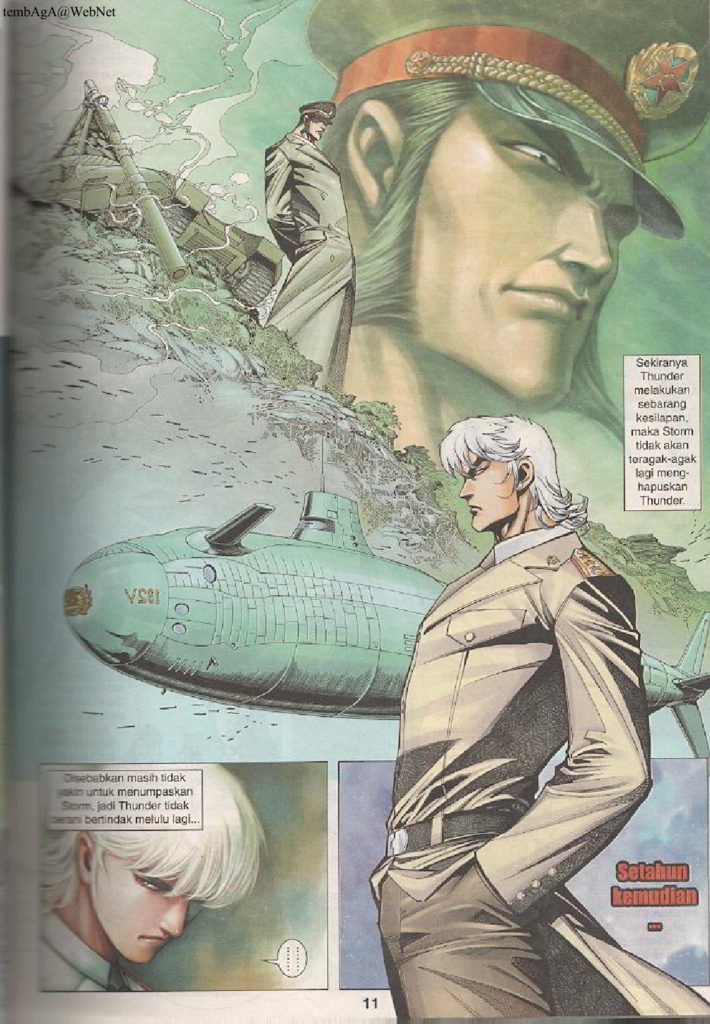 tembAgA@WebNet
Sekiranya
Thunder
melakukan
sebarang
kesilapan,
maka Storm
tidak akan
teragak-agak
lagi meng-
hapuskan
Thunder.
Disebabkan masih tidak
yakin untuk menumpaskan
Storm, jadi Thunder tidak
berani bertindak melulu lagi...
Setahun
kemudian
...
11